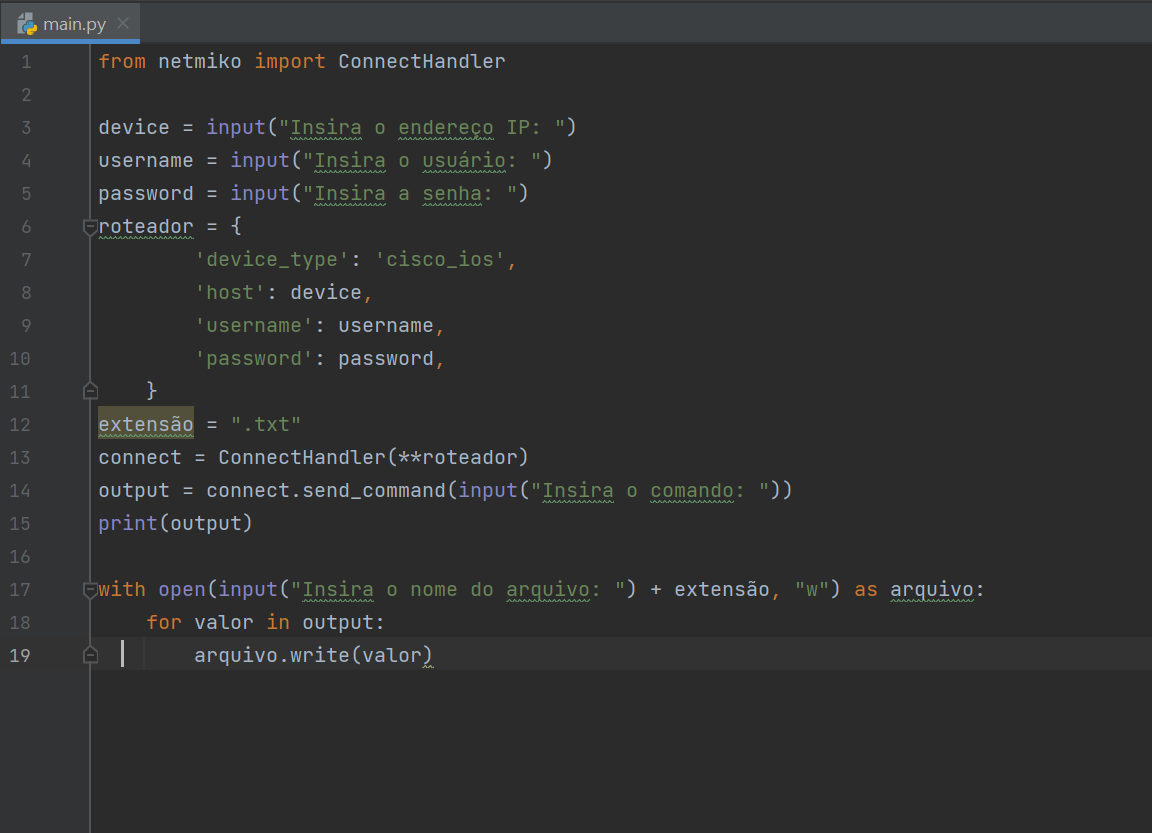 main.py
1 from netmiko import ConnectHandler
2
3 device = input("Insira o endereço IP: ")
4 username = input("Insira o usuário: ")
5 password = input("Insira a senha: ")
6 roteador = {
7         'device_type': 'cisco_ios',
8         'host': device,
9         'username': username,
10         'password': password,
11     }
12 extensão = ".txt"
13 connect = ConnectHandler(**roteador)
14 output = connect.send_command(input("Insira o comando: "))
15 print(output)
16
17 with open(input("Insira o nome do arquivo: ") + extensão, "w") as arquivo:
18     for valor in output:
19         arquivo.write(valor)